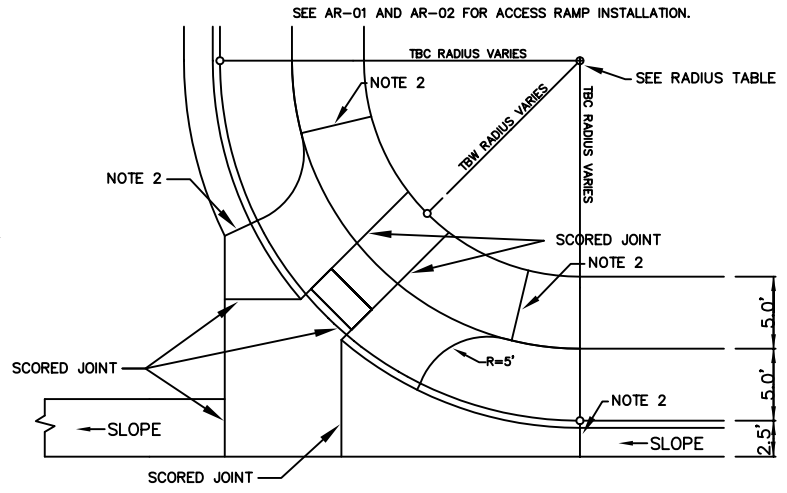 SEE AR-01 AND AR-02 FOR ACCESS RAMP INSTALLATION.
TBC RADIUS VARIES
SEE RADIUS TABLE
NOTE 2
TBW RADIUS VARIES
TBC RADIUS VARIES
NOTE 2
SCORED JOINT
NOTE 2
5.0'
SCORED JOINT
R=5'
5.0'
NOTE 2
SLOPE
SLOPE
2.5'
SCORED JOINT